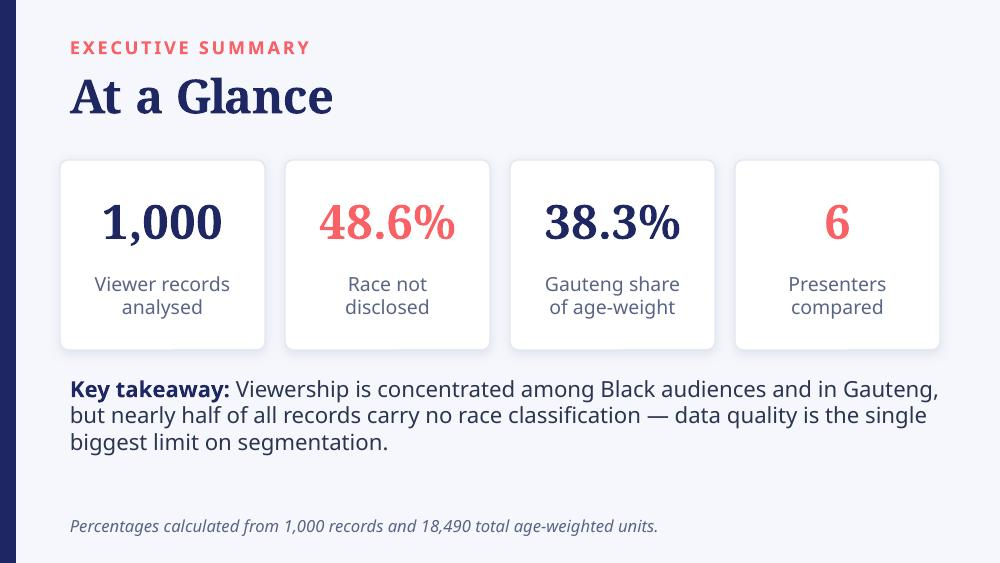 EXECUTIVE SUMMARY
At a Glance
1,000
Viewer records
analysed
48.6%
Race not
disclosed
38.3%
Gauteng share
of age-weight
6
Presenters
compared
Key takeaway: Viewership is concentrated among Black audiences and in Gauteng,
but nearly half of all records carry no race classification — data quality is the single
biggest limit on segmentation.
Percentages calculated from 1,000 records and 18,490 total age-weighted units.